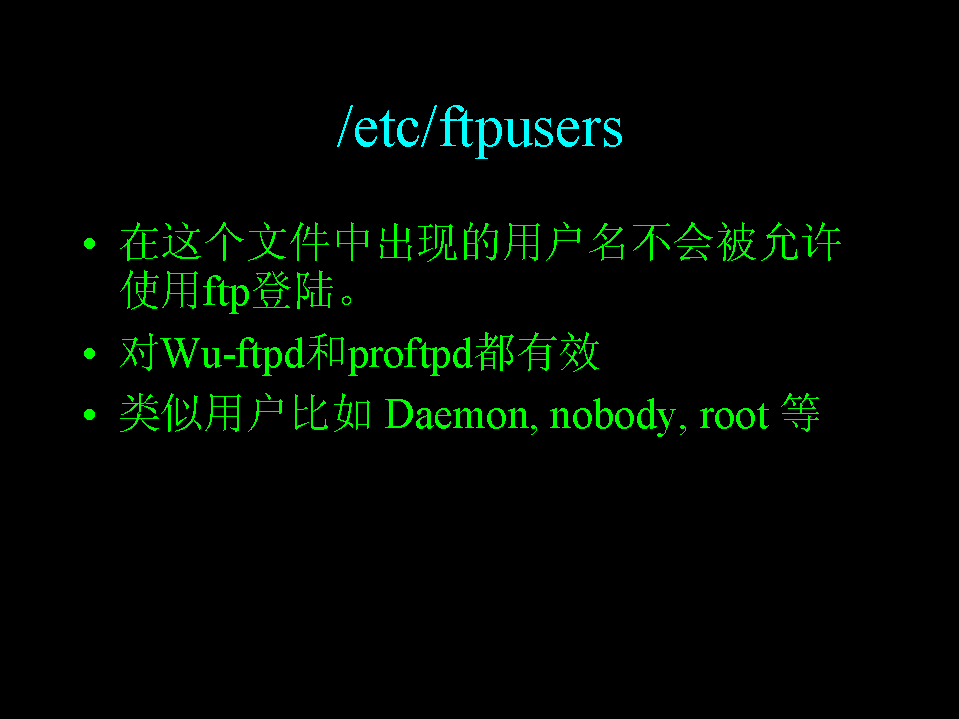 /etc/ftpusers
• 在这个文件中出现的用户名不会被允许
使用ftp登陆。
• 对Wu-ftpd和proftpd都有效
• 类似用户比如 Daemon, nobody, root 等